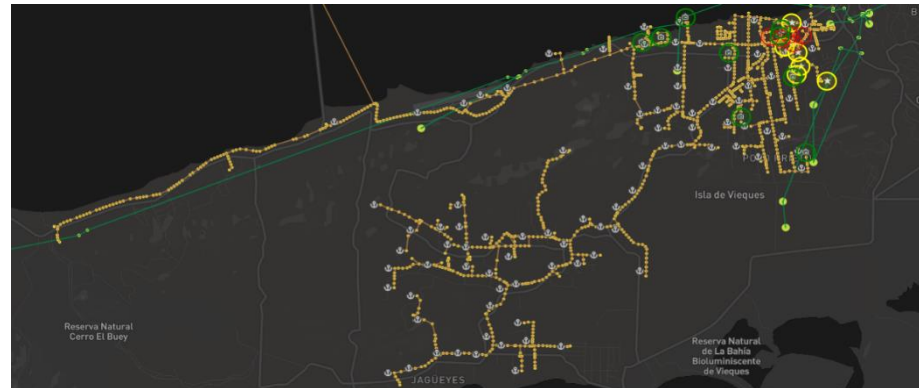 Isla de Vieques
Reserva Natural
Cerro El Buey
Reserva Natural
de La Bahía
Bioluminiscente
de Vieques
JAGÜEYES